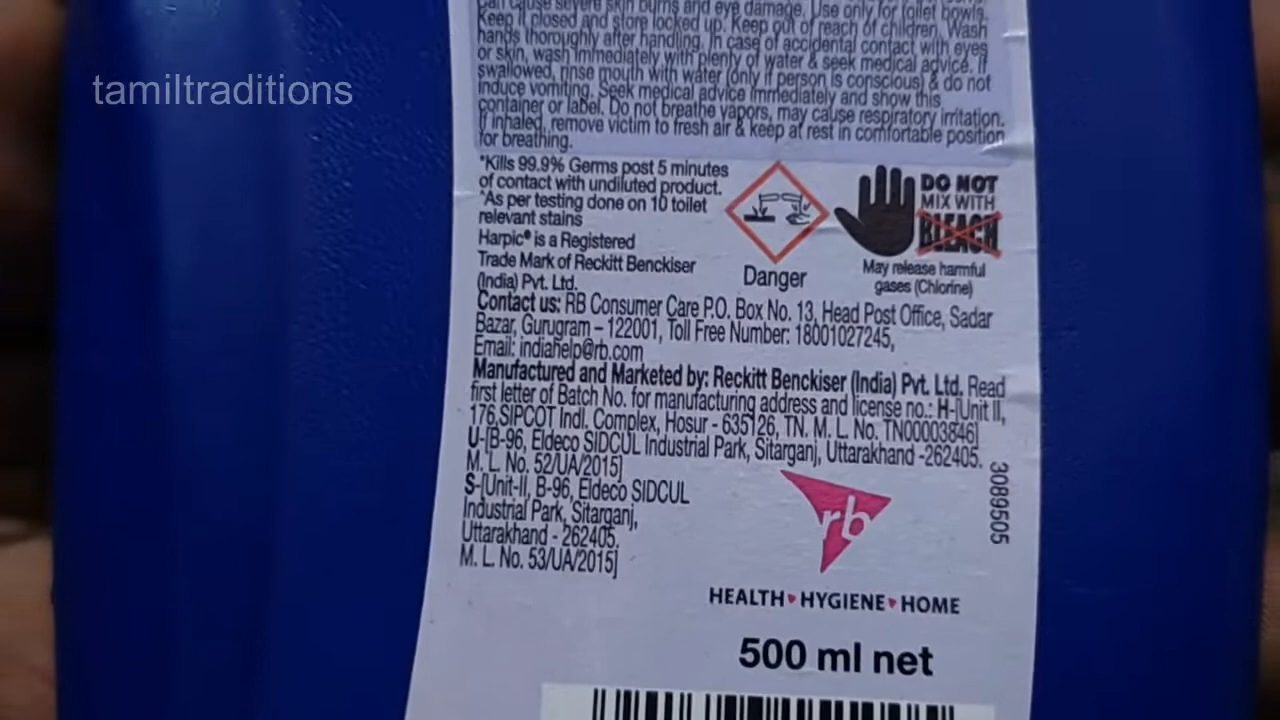 can cause severe skin burns and eye damage. Use only for toilet bowls.
Keep it closed and store locked up. Keep out of reach of children. Wash
hands thoroughly after handling. In case of accidental contact with eyes
or skin, wash immediately with plenty of water & seek medical advice. If
swallowed, rinse mouth with water (only if person is conscious) & do not
induce vomiting. Seek medical advice immediately and show this
container or label. Do not breathe vapors, may cause respiratory irritation.
If inhaled, remove victim to fresh air & keep at rest in comfortable position
for breathing.
tamiltraditions
*Kills 99.9% Germs post 5 minutes
of contact with undiluted product.
^As per testing done on 10 toilet
relevant stains
Harpic® is a Registered
Trade Mark of Reckitt Benckiser
(India) Pvt. Ltd.
Danger
DO NOT
MIX WITH
BLEACH
May release harmful
gases (Chlorine)
Contact us: RB Consumer Care P.O. Box No. 13, Head Post Office, Sadar
Bazar, Gurugram – 122001, Toll Free Number: 18001027245,
Email: indiahelp@rb.com
Manufactured and Marketed by: Reckitt Benckiser (India) Pvt. Ltd. Read
first letter of Batch No. for manufacturing address and license no.: H-[Unit II,
176,SIPCOT Indl. Complex, Hosur - 635126, TN. M. L. No. TN00003846]
U-[B-96, Eldeco SIDCUL Industrial Park, Sitarganj, Uttarakhand -262405.
M. L. No. 52/UA/2015]
S-[Unit-II, B-96, Eldeco SIDCUL
Industrial Park, Sitarganj,
Uttarakhand - 262405.
M. L. No. 53/UA/2015]
3089505
rb
HEALTH HYGIENE HOME
500 ml net